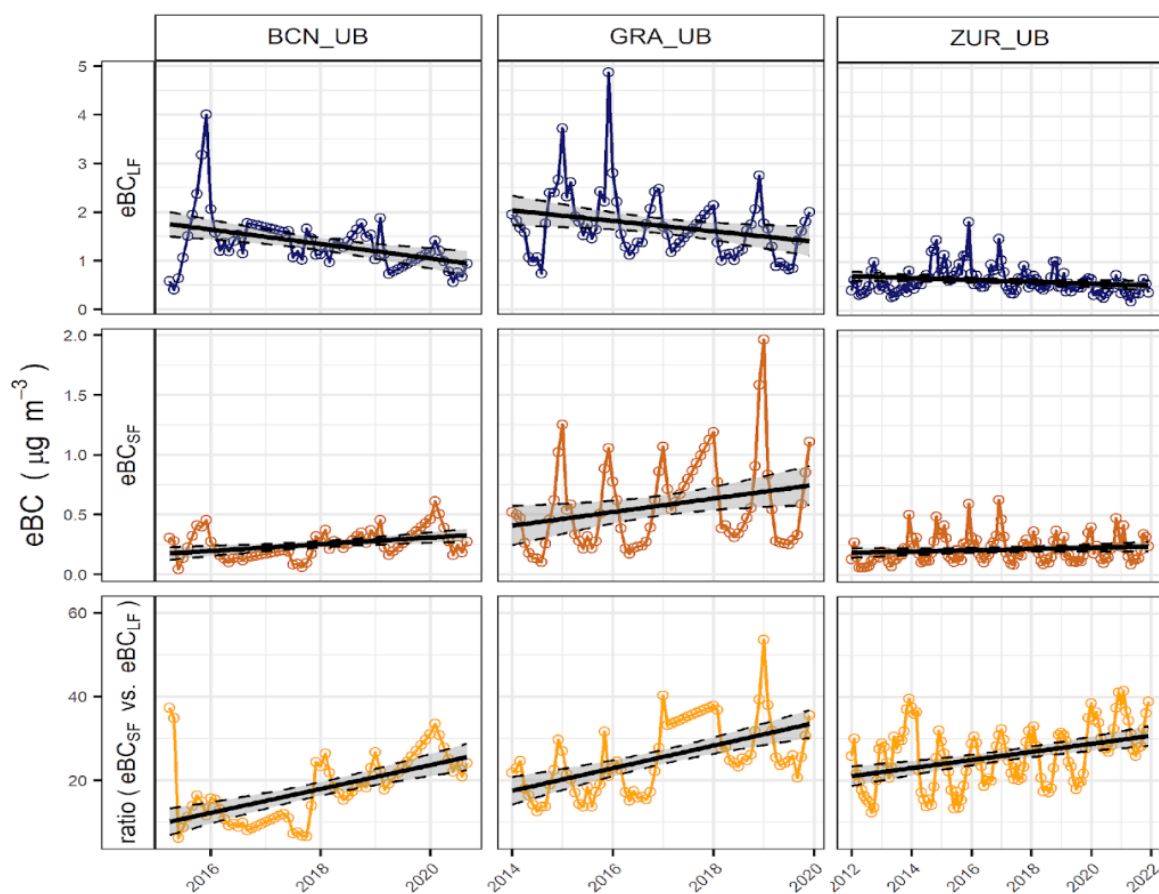 BCN_UB GRA_UB ZUR_UB
5
4
3
2
1
0
eBC_LF
2.0
1.5
1.0
0.5
0.0
eBC_SF
eBC ( μg m⁻³ )
60
40
20
ratio ( eBC_SF vs. eBC_LF )
2016 2018 2020 2014 2016 2018 2020 2012 2014 2016 2018 2020 2022